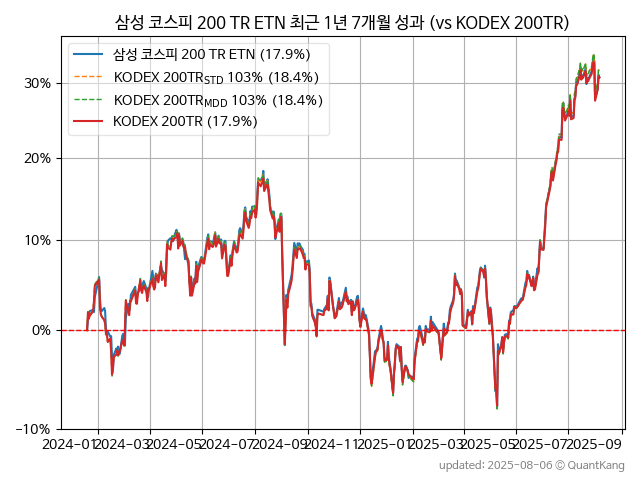 삼성 코스피 200 TR ETN 최근 1년 7개월 성과 (vs KODEX 200TR)
삼성 코스피 200 TR ETN (17.9%)
KODEX 200TR_STD 103% (18.4%)
KODEX 200TR_MDD 103% (18.4%)
KODEX 200TR (17.9%)
30%
20%
10%
0%
−10%
2024-01 2024-03 2024-05 2024-07 2024-09 2024-11 2025-01 2025-03 2025-05 2025-07 2025-09
updated: 2025-08-06 © QuantKang